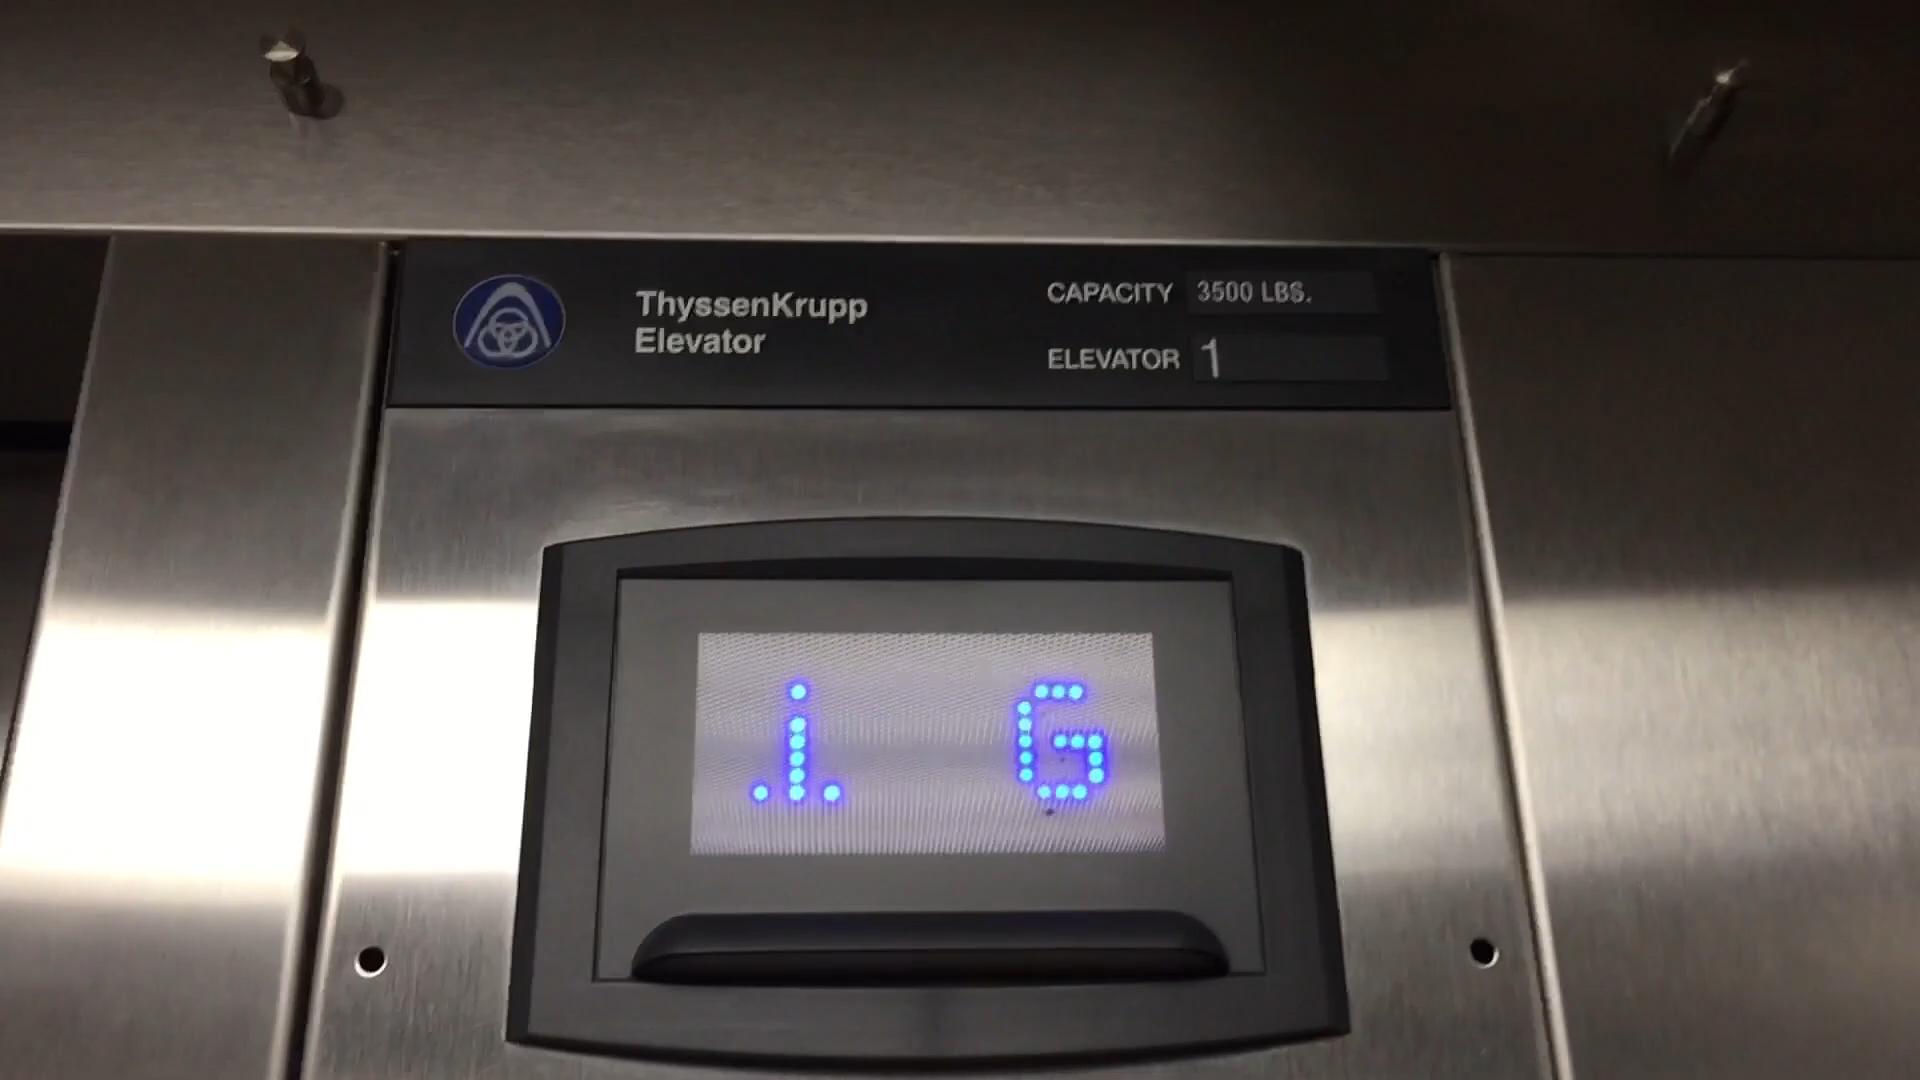 ThyssenKrupp
Elevator
CAPACITY 3500 LBS.
ELEVATOR 1
G